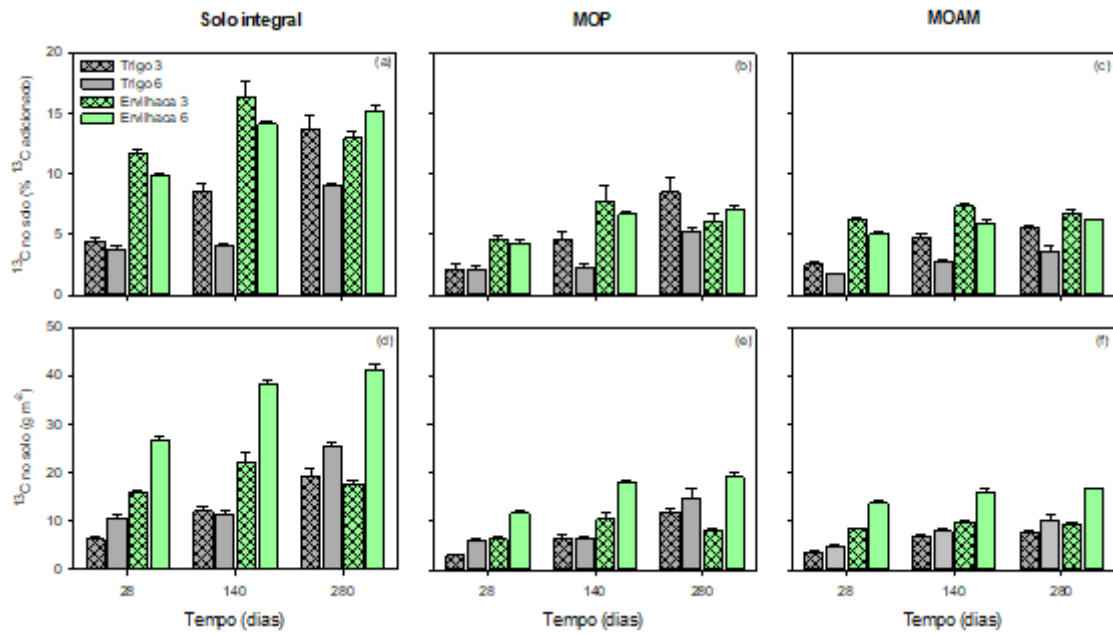 Solo integral
MOP
MOAM
20
15
10
5
0
¹³C no solo (% ¹³C adicionado)
(a)
Trigo 3
Trigo 6
Ervilhaca 3
Ervilhaca 6
(b)
(c)
50
40
30
20
10
0
¹³C no solo (g m⁻²)
(d)
(e)
(f)
28 140 280
28 140 280
28 140 280
Tempo (dias)
Tempo (dias)
Tempo (dias)